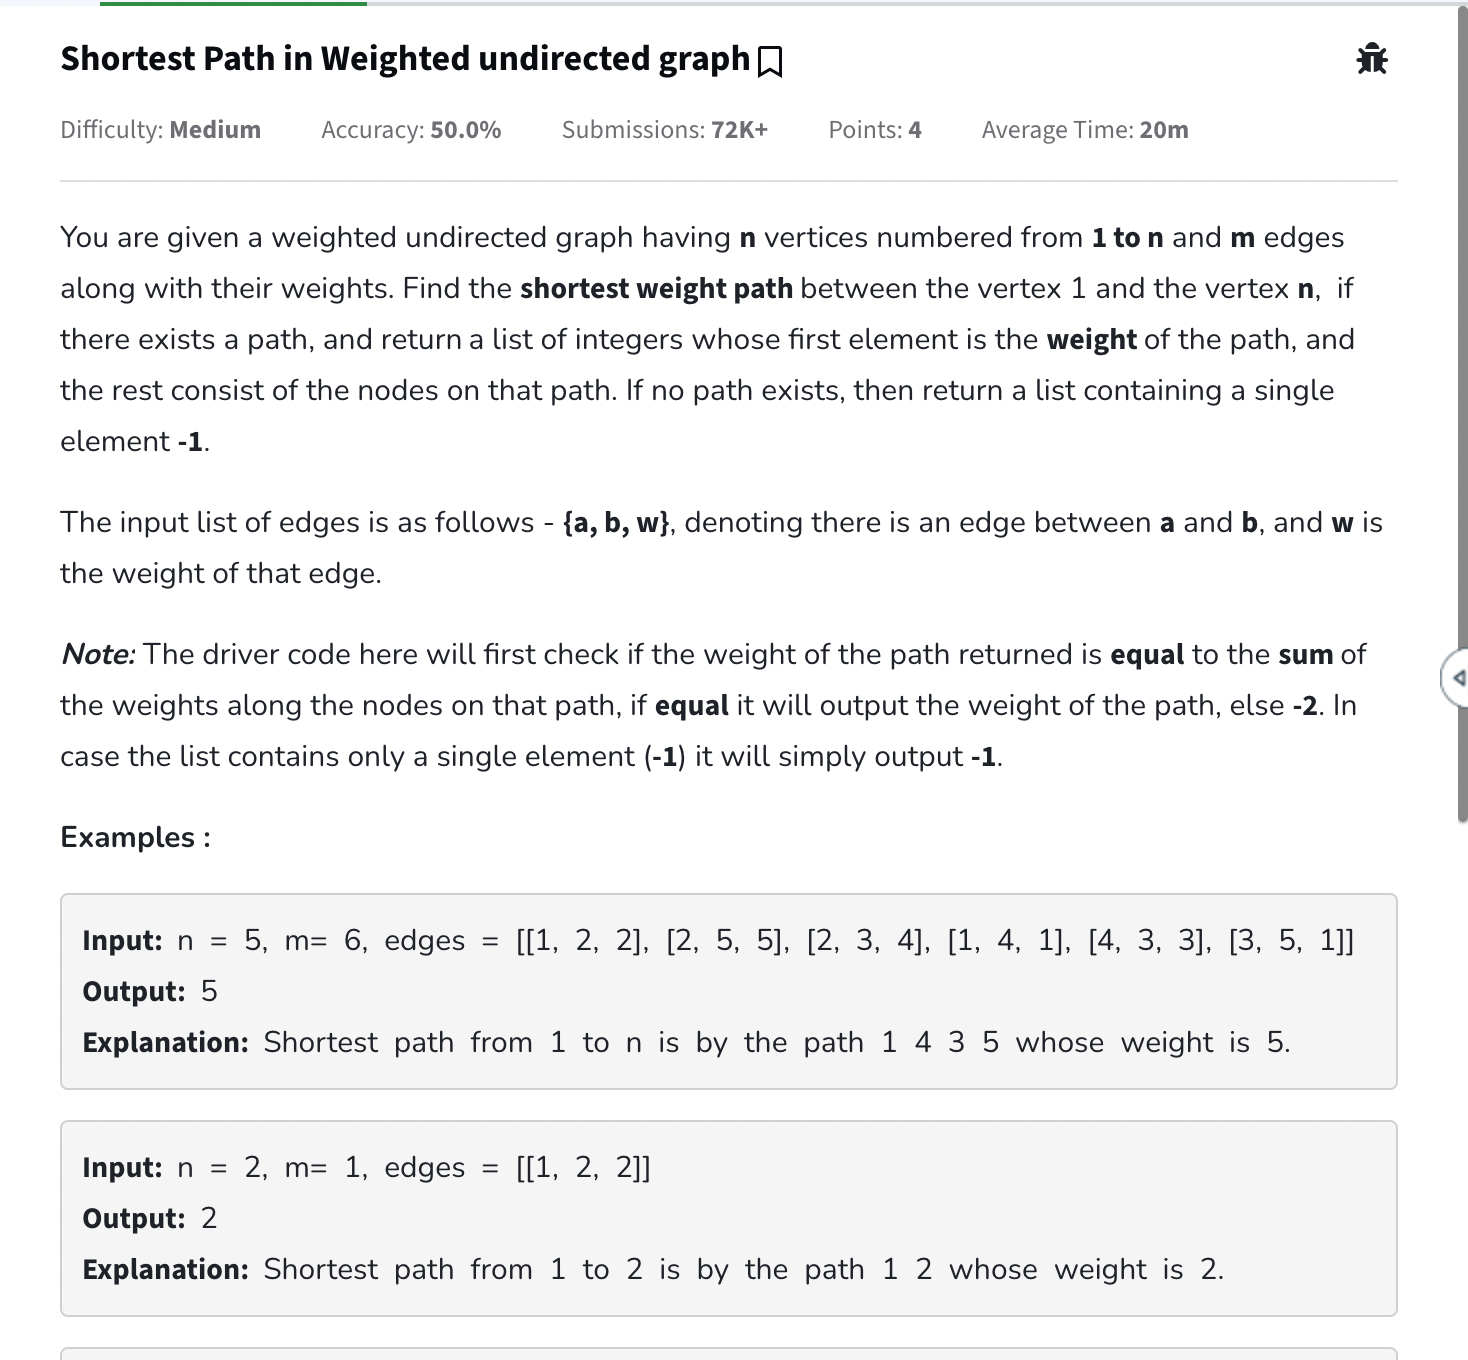 Shortest Path in Weighted undirected graph
Difficulty: Medium Accuracy: 50.0% Submissions: 72K+ Points: 4 Average Time: 20m
You are given a weighted undirected graph having n vertices numbered from 1 to n and m edges
along with their weights. Find the shortest weight path between the vertex 1 and the vertex n, if
there exists a path, and return a list of integers whose first element is the weight of the path, and
the rest consist of the nodes on that path. If no path exists, then return a list containing a single
element -1.
The input list of edges is as follows - {a, b, w}, denoting there is an edge between a and b, and w is
the weight of that edge.
Note: The driver code here will first check if the weight of the path returned is equal to the sum of
the weights along the nodes on that path, if equal it will output the weight of the path, else -2. In
case the list contains only a single element (-1) it will simply output -1.
Examples :
Input: n = 5, m= 6, edges = [[1, 2, 2], [2, 5, 5], [2, 3, 4], [1, 4, 1], [4, 3, 3], [3, 5, 1]]
Output: 5
Explanation: Shortest path from 1 to n is by the path 1 4 3 5 whose weight is 5.
Input: n = 2, m= 1, edges = [[1, 2, 2]]
Output: 2
Explanation: Shortest path from 1 to 2 is by the path 1 2 whose weight is 2.